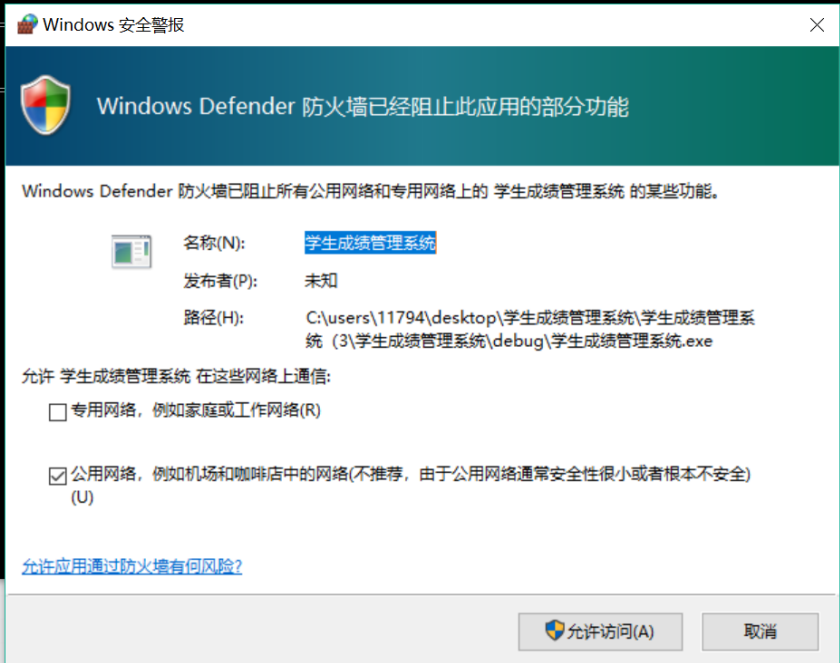 Windows 安全警报
Windows Defender 防火墙已经阻止此应用的部分功能
Windows Defender 防火墙已阻止所有公用网络和专用网络上的 学生成绩管理系统 的某些功能。
名称(N): 学生成绩管理系统
发布者(P): 未知
路径(H): C:\users\11794\desktop\学生成绩管理系统\学生成绩管理系
统（3\学生成绩管理系统\debug\学生成绩管理系统.exe
允许 学生成绩管理系统 在这些网络上通信:
专用网络，例如家庭或工作网络(R)
公用网络，例如机场和咖啡店中的网络(不推荐，由于公用网络通常安全性很小或者根本不安全)
(U)
允许应用通过防火墙有何风险?
允许访问(A) 取消